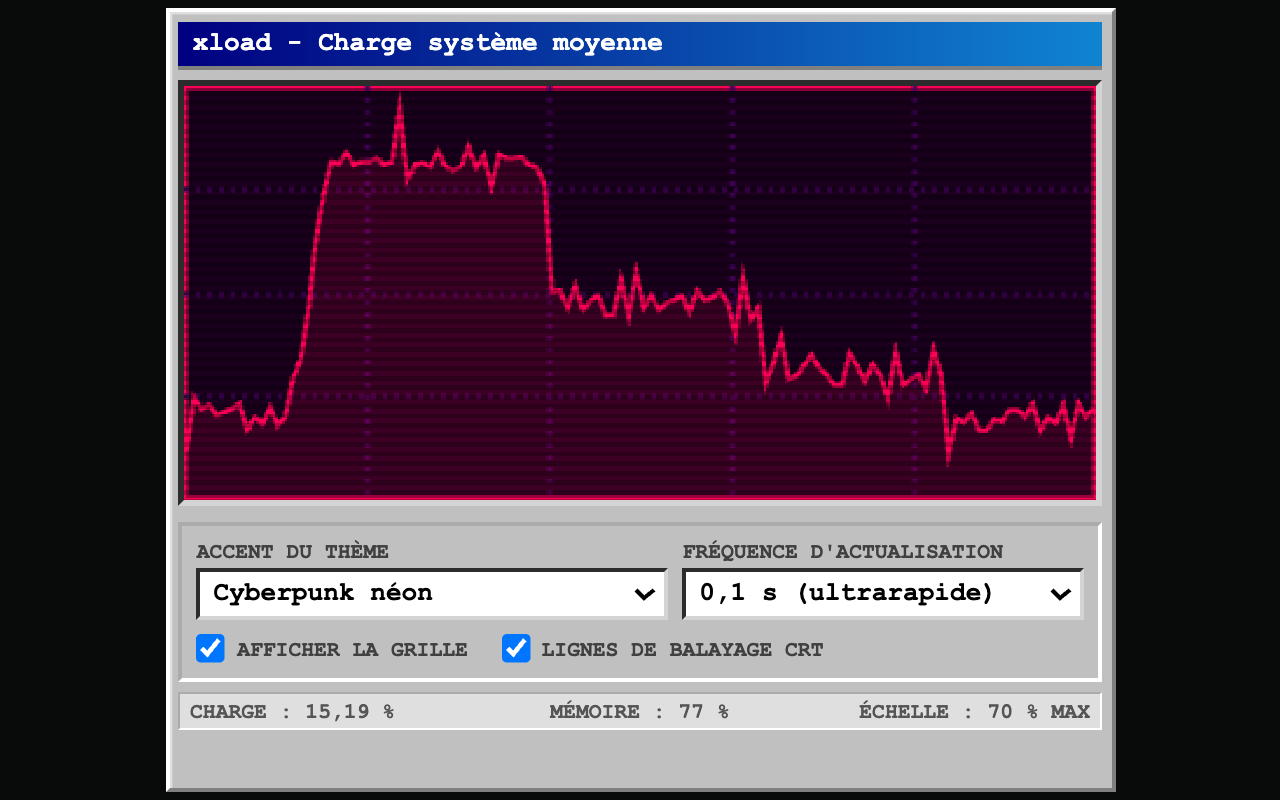 xload - Charge système moyenne
ACCENT DU THÈME
FRÉQUENCE D'ACTUALISATION
Cyberpunk néon
0,1 s (ultrarapide)
AFFICHER LA GRILLE
LIGNES DE BALAYAGE CRT
CHARGE : 15,19 %
MÉMOIRE : 77 %
ÉCHELLE : 70 % MAX